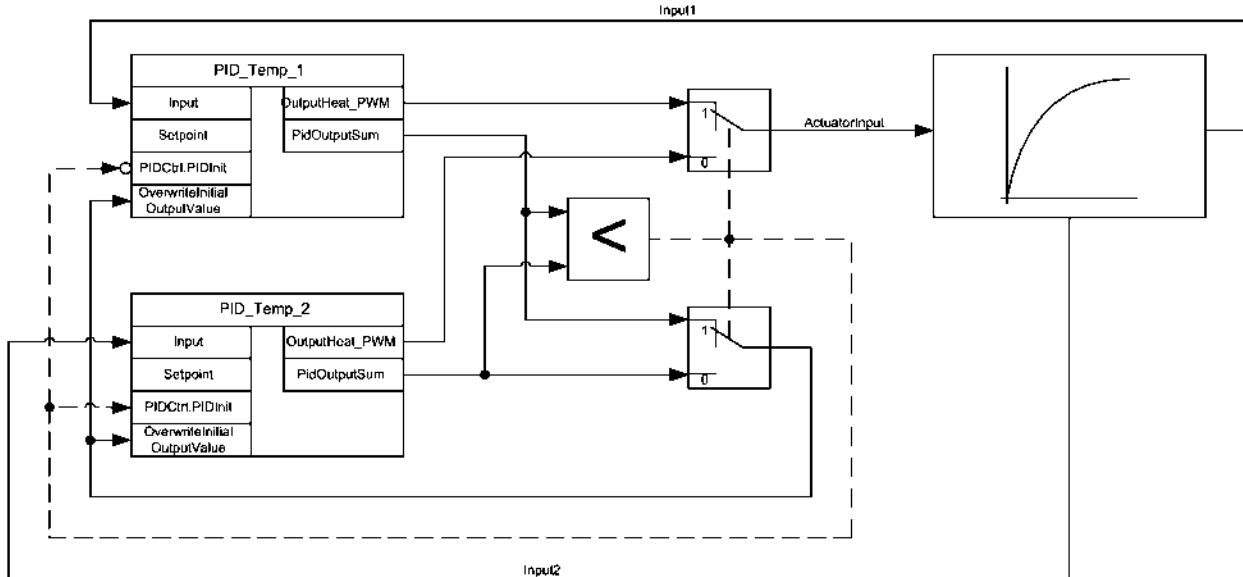 Input1
PID_Temp_1
Input
OutputHeat_PWM
Setpoint
PidOutputSum
PIDCtrl.PIDInit
OverwriteInitial
OutputValue
1
0
ActuatorInput
<
PID_Temp_2
Input
OutputHeat_PWM
Setpoint
PidOutputSum
PIDCtrl.PIDInit
OverwriteInitial
OutputValue
1
0
Input2